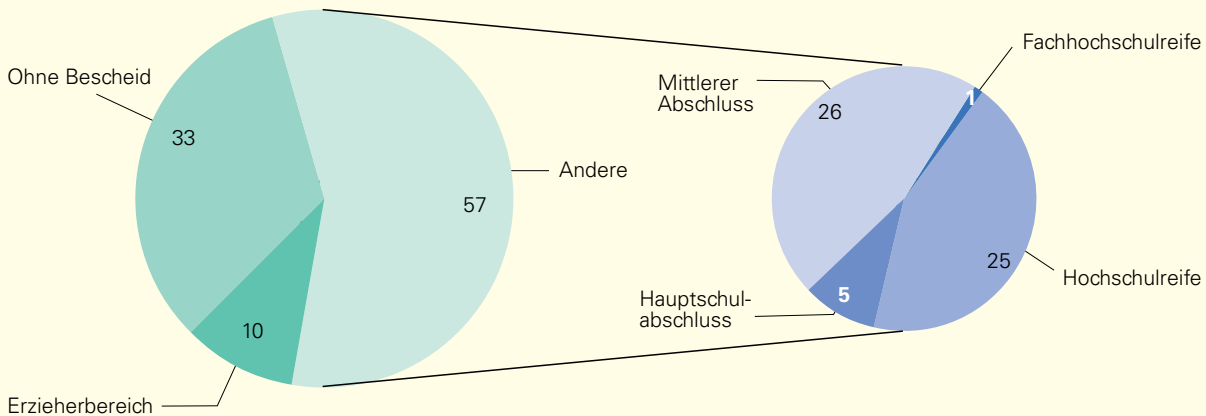 Ohne Bescheid
33
Andere
57
10
Erzieherbereich
Fachhochschulreife
Mittlerer
Abschluss
26
1
25
Hochschulreife
Hauptschul-
abschluss
5